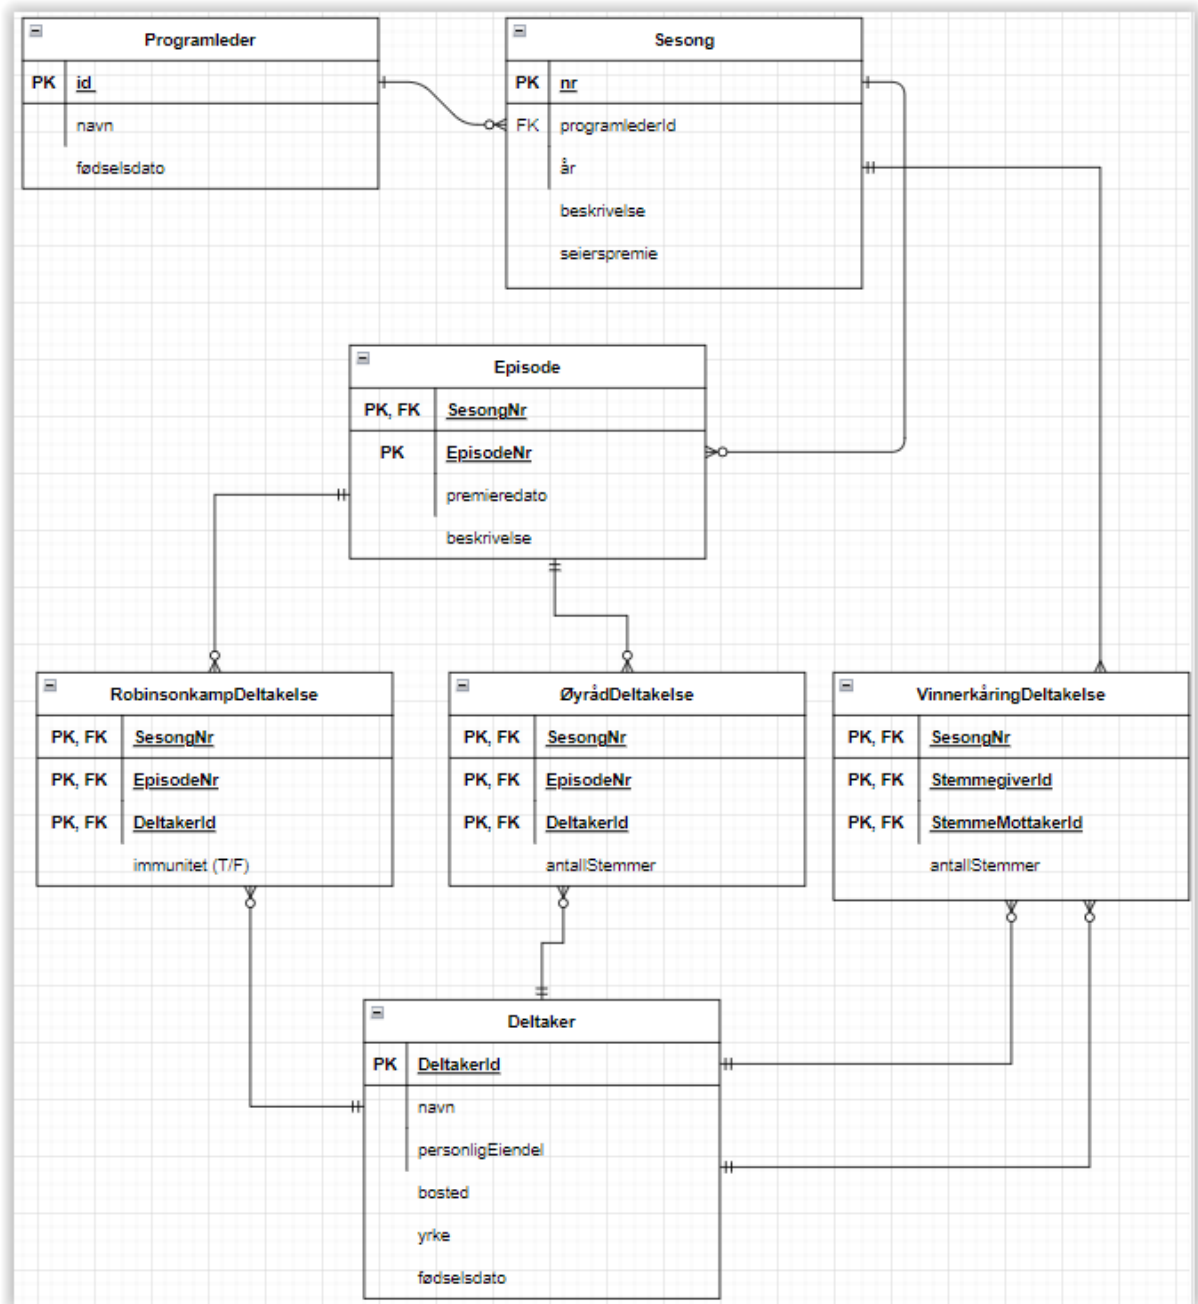 Programleder
PK id
navn
fødselsdato
Sesong
PK nr
FK programlederId
år
beskrivelse
seierspremie
Episode
PK, FK SesongNr
PK EpisodeNr
premieredato
beskrivelse
RobinsonkampDeltakelse
PK, FK SesongNr
PK, FK EpisodeNr
PK, FK DeltakerId
immunitet (T/F)
ØyrådDeltakelse
PK, FK SesongNr
PK, FK EpisodeNr
PK, FK DeltakerId
antallStemmer
VinnerkåringDeltakelse
PK, FK SesongNr
PK, FK StemmegiverId
PK, FK StemmeMottakerId
antallStemmer
Deltaker
PK DeltakerId
navn
personligEiendel
bosted
yrke
fødselsdato